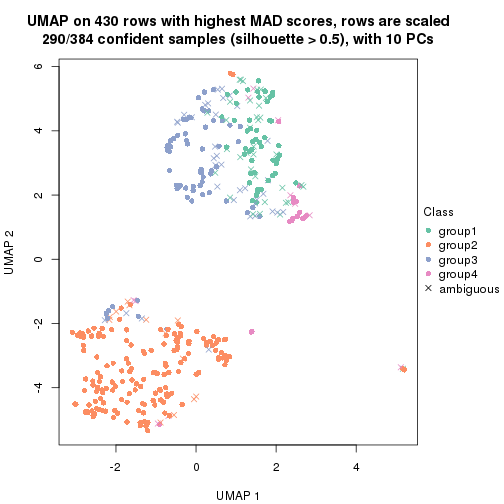 UMAP on 430 rows with highest MAD scores, rows are scaled
290/384 confident samples (silhouette > 0.5), with 10 PCs
6
4
2
0
-2
-4
UMAP 2
-2
0
2
4
UMAP 1
Class
group1
group2
group3
group4
ambiguous